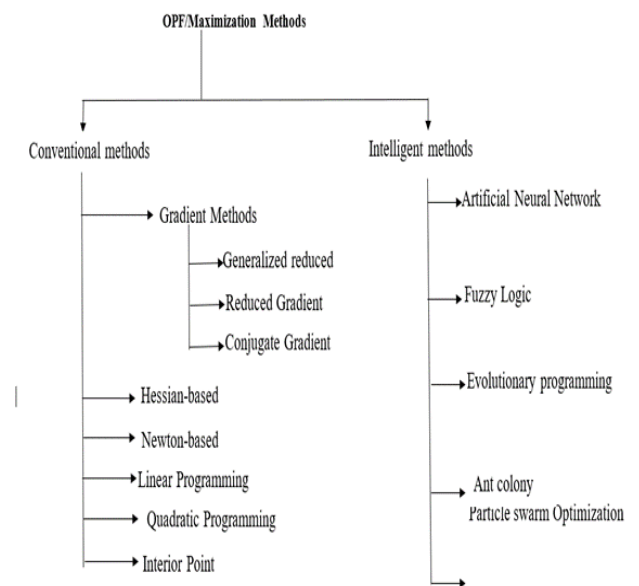 OPF/Maximization Methods
Conventional methods
Gradient Methods
Generalized reduced
Reduced Gradient
Conjugate Gradient
Hessian-based
Newton-based
Linear Programming
Quadratic Programming
Interior Point
Intelligent methods
Artificial Neural Network
Fuzzy Logic
Evolutionary programming
Ant colony
Particle swarm Optimization